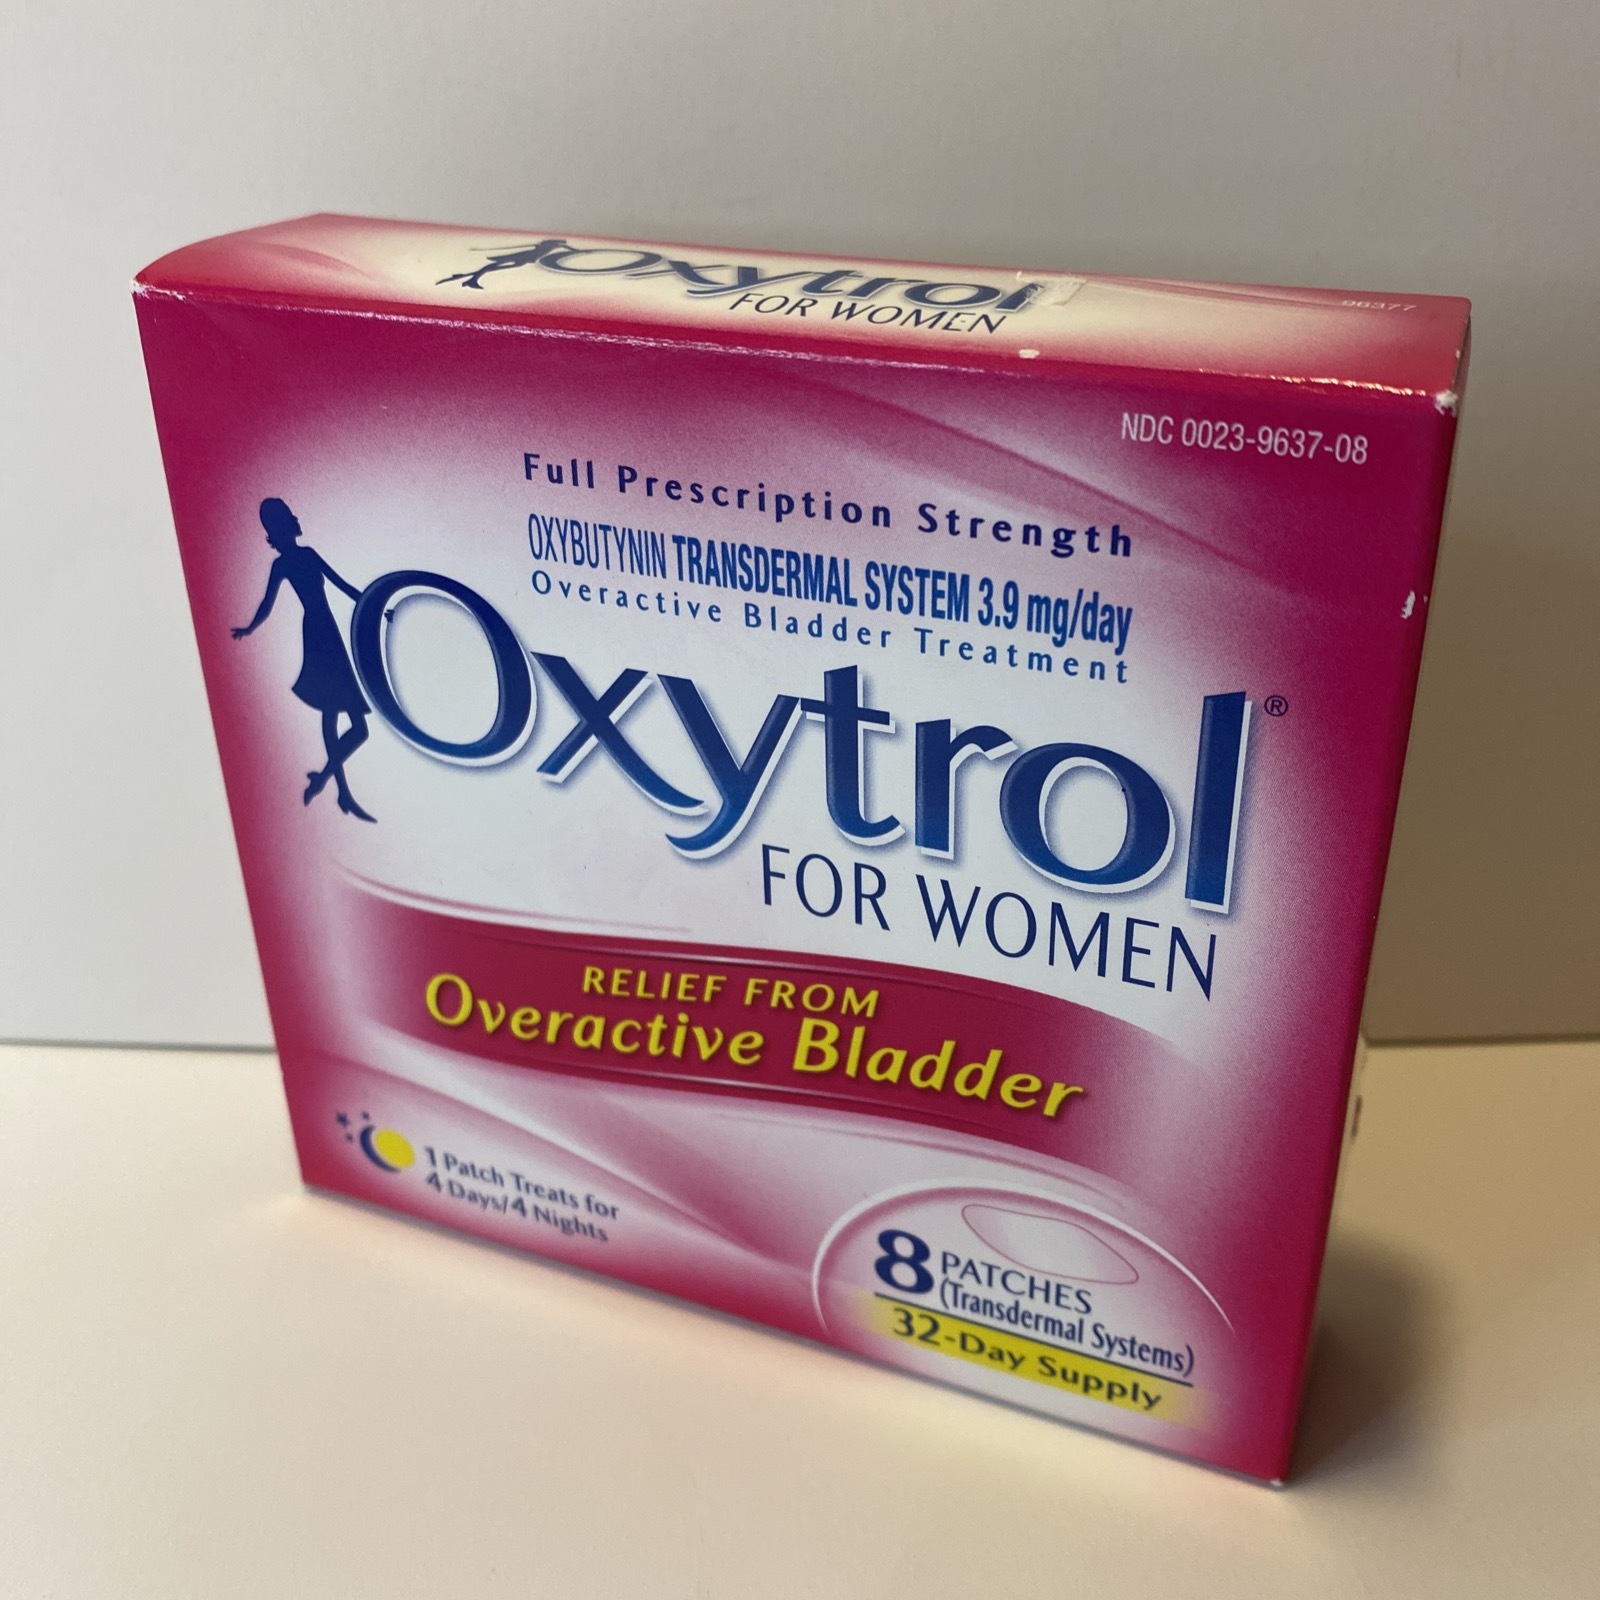 Oxytrol
FOR WOMEN
96377
NDC 0023-9637-08
Full Prescription Strength
OXYBUTYNIN TRANSDERMAL SYSTEM 3.9 mg/day
Overactive Bladder Treatment
Oxytrol®
FOR WOMEN
RELIEF FROM
Overactive Bladder
1 Patch Treats for
4 Days/4 Nights
8 PATCHES
(Transdermal Systems)
32-Day Supply